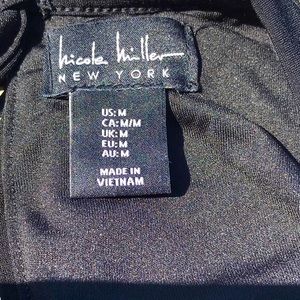 nicole miller
NEW YORK
US: M
CA: M/M
UK: M
EU: M
AU: M
MADE IN
VIETNAM